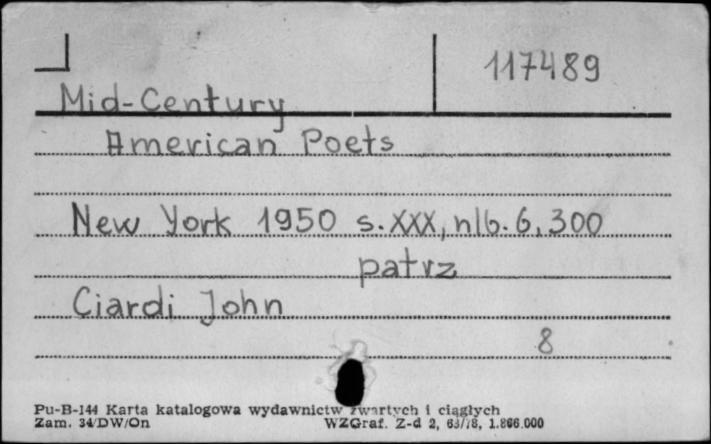 117489
Mid-Century
American Poets
New York 1950 s.XXX, nlb. 6, 300
patrz
Ciardi John
8
Pu-B-144 Karta katalogowa wydawnictw zwartych i ciągłych
Zam. 34/DW/On WZGraf. Z-d 2, 63/78, 1.866.000